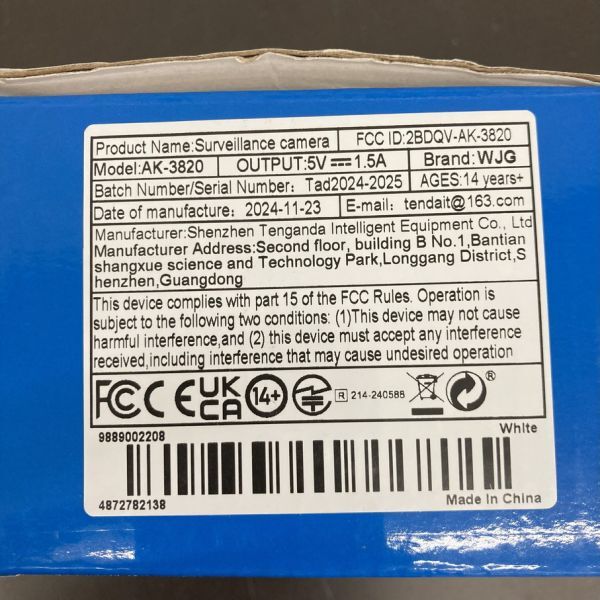 Product Name:Surveillance camera FCC ID:2BDQV-AK-3820
Model:AK-3820 OUTPUT:5V⎓1.5A Brand:WJG
Batch Number/Serial Number: Tad2024-2025 AGES:14 years+
Date of manufacture: 2024-11-23 E-mail: tendait@163.com
Manufacturer:Shenzhen Tenganda Intelligent Equipment Co., Ltd
Manufacturer Address:Second floor, building B No.1,Bantian
shangxue science and Technology Park,Longgang District,S
henzhen,Guangdong
This device complies with part 15 of the FCC Rules. Operation is
subject to the following two conditions: (1)This device may not cause
harmful interference,and (2) this device must accept any interference
received,including interference that may cause undesired operation
FCC CE UKCA 14+ R 214-240588 ®
White
9889002208
4872782138
Made In China